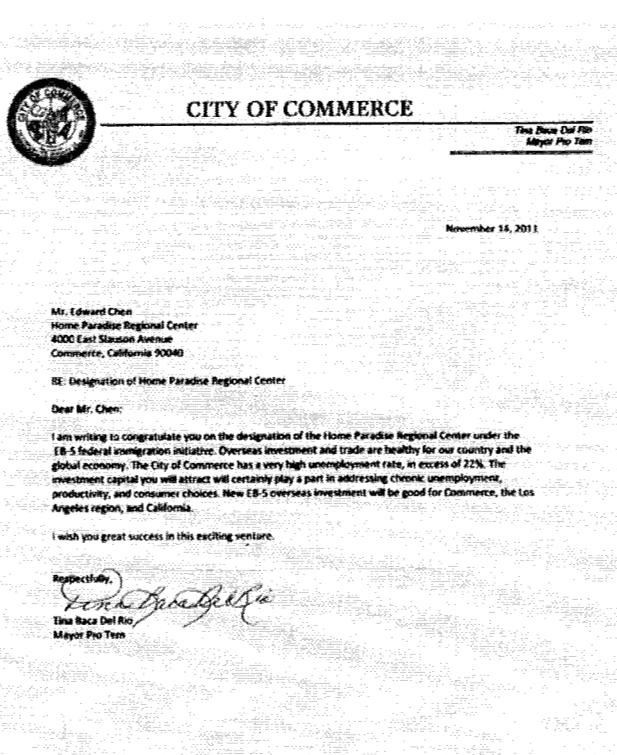 CITY OF COMMERCE
Tina Baca Del Rio
Mayor Pro Tem
November 14, 2011
Mr. Edward Chen
Home Paradise Regional Center
4000 East Slauson Avenue
Commerce, California 90040
RE: Designation of Home Paradise Regional Center
Dear Mr. Chen:
I am writing to congratulate you on the designation of the Home Paradise Regional Center under the
EB-5 federal immigration initiative. Overseas investment and trade are healthy for our country and the
global economy. The City of Commerce has a very high unemployment rate, in excess of 22%. The
investment capital you will attract will certainly play a part in addressing chronic unemployment,
productivity, and consumer choices. New EB-5 overseas investment will be good for Commerce, the Los
Angeles region, and California.
I wish you great success in this exciting venture.
Respectfully,
Tina Baca Del Rio
Tina Baca Del Rio
Mayor Pro Tem